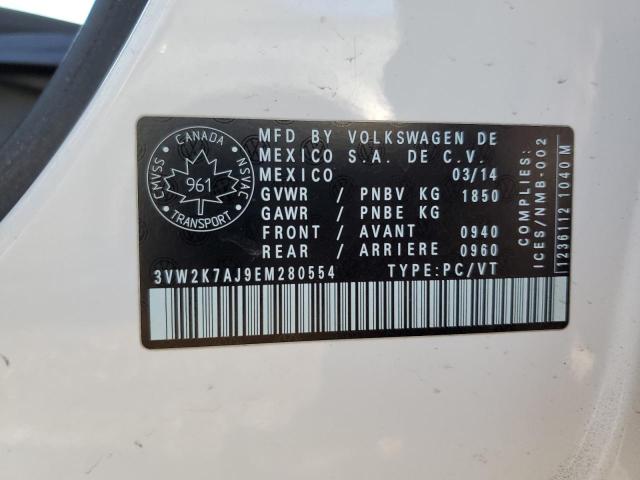 CANADA
CMVSS
NSVAC
961
TRANSPORT
MFD BY VOLKSWAGEN DE
MEXICO S.A. DE C.V.
MEXICO 03/14
GVWR / PNBV KG 1850
GAWR / PNBE KG
FRONT / AVANT 0940
REAR / ARRIERE 0960
3VW2K7AJ9EM280554 TYPE:PC/VT
COMPLIES:
ICES/NMB-002
11236112 1040 M